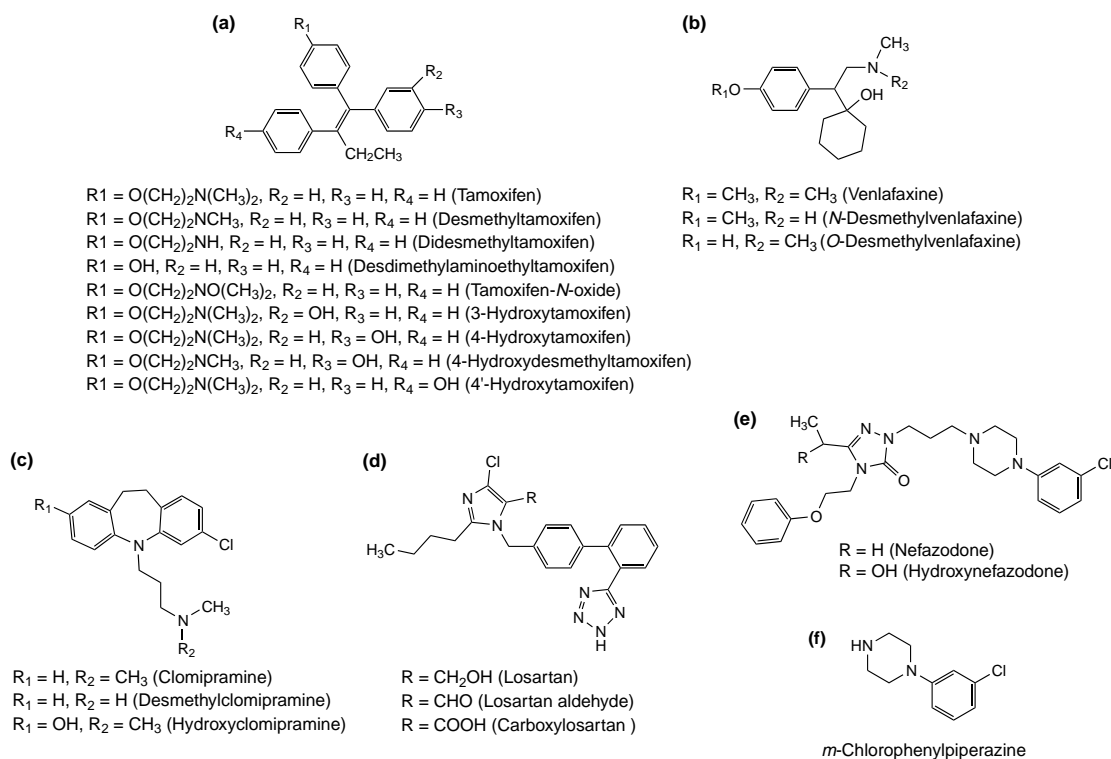 (a)
R₁
R₂
R₃
R₄
CH₂CH₃
R1 = O(CH₂)₂N(CH₃)₂, R₂ = H, R₃ = H, R₄ = H (Tamoxifen)
R1 = O(CH₂)₂NCH₃, R₂ = H, R₃ = H, R₄ = H (Desmethyltamoxifen)
R1 = O(CH₂)₂NH, R₂ = H, R₃ = H, R₄ = H (Didesmethyltamoxifen)
R1 = OH, R₂ = H, R₃ = H, R₄ = H (Desdimethylaminoethyltamoxifen)
R1 = O(CH₂)₂NO(CH₃)₂, R₂ = H, R₃ = H, R₄ = H (Tamoxifen-N-oxide)
R1 = O(CH₂)₂N(CH₃)₂, R₂ = OH, R₃ = H, R₄ = H (3-Hydroxytamoxifen)
R1 = O(CH₂)₂N(CH₃)₂, R₂ = H, R₃ = OH, R₄ = H (4-Hydroxytamoxifen)
R1 = O(CH₂)₂NCH₃, R₂ = H, R₃ = OH, R₄ = H (4-Hydroxydesmethyltamoxifen)
R1 = O(CH₂)₂N(CH₃)₂, R₂ = H, R₃ = H, R₄ = OH (4'-Hydroxytamoxifen)
(b)
CH₃
N
R₂
R₁O
OH
R₁ = CH₃, R₂ = CH₃ (Venlafaxine)
R₁ = CH₃, R₂ = H (N-Desmethylvenlafaxine)
R₁ = H, R₂ = CH₃ (O-Desmethylvenlafaxine)
(c)
R₁
Cl
N
CH₃
N
R₂
R₁ = H, R₂ = CH₃ (Clomipramine)
R₁ = H, R₂ = H (Desmethylclomipramine)
R₁ = OH, R₂ = CH₃ (Hydroxyclomipramine)
(d)
Cl
R
N
N
H₃C
N
N
N
N
H
R = CH₂OH (Losartan)
R = CHO (Losartan aldehyde)
R = COOH (Carboxylosartan )
(e)
H₃C
N
N
N
R
N
N
Cl
O
O
R = H (Nefazodone)
R = OH (Hydroxynefazodone)
(f)
HN
N
Cl
m-Chlorophenylpiperazine